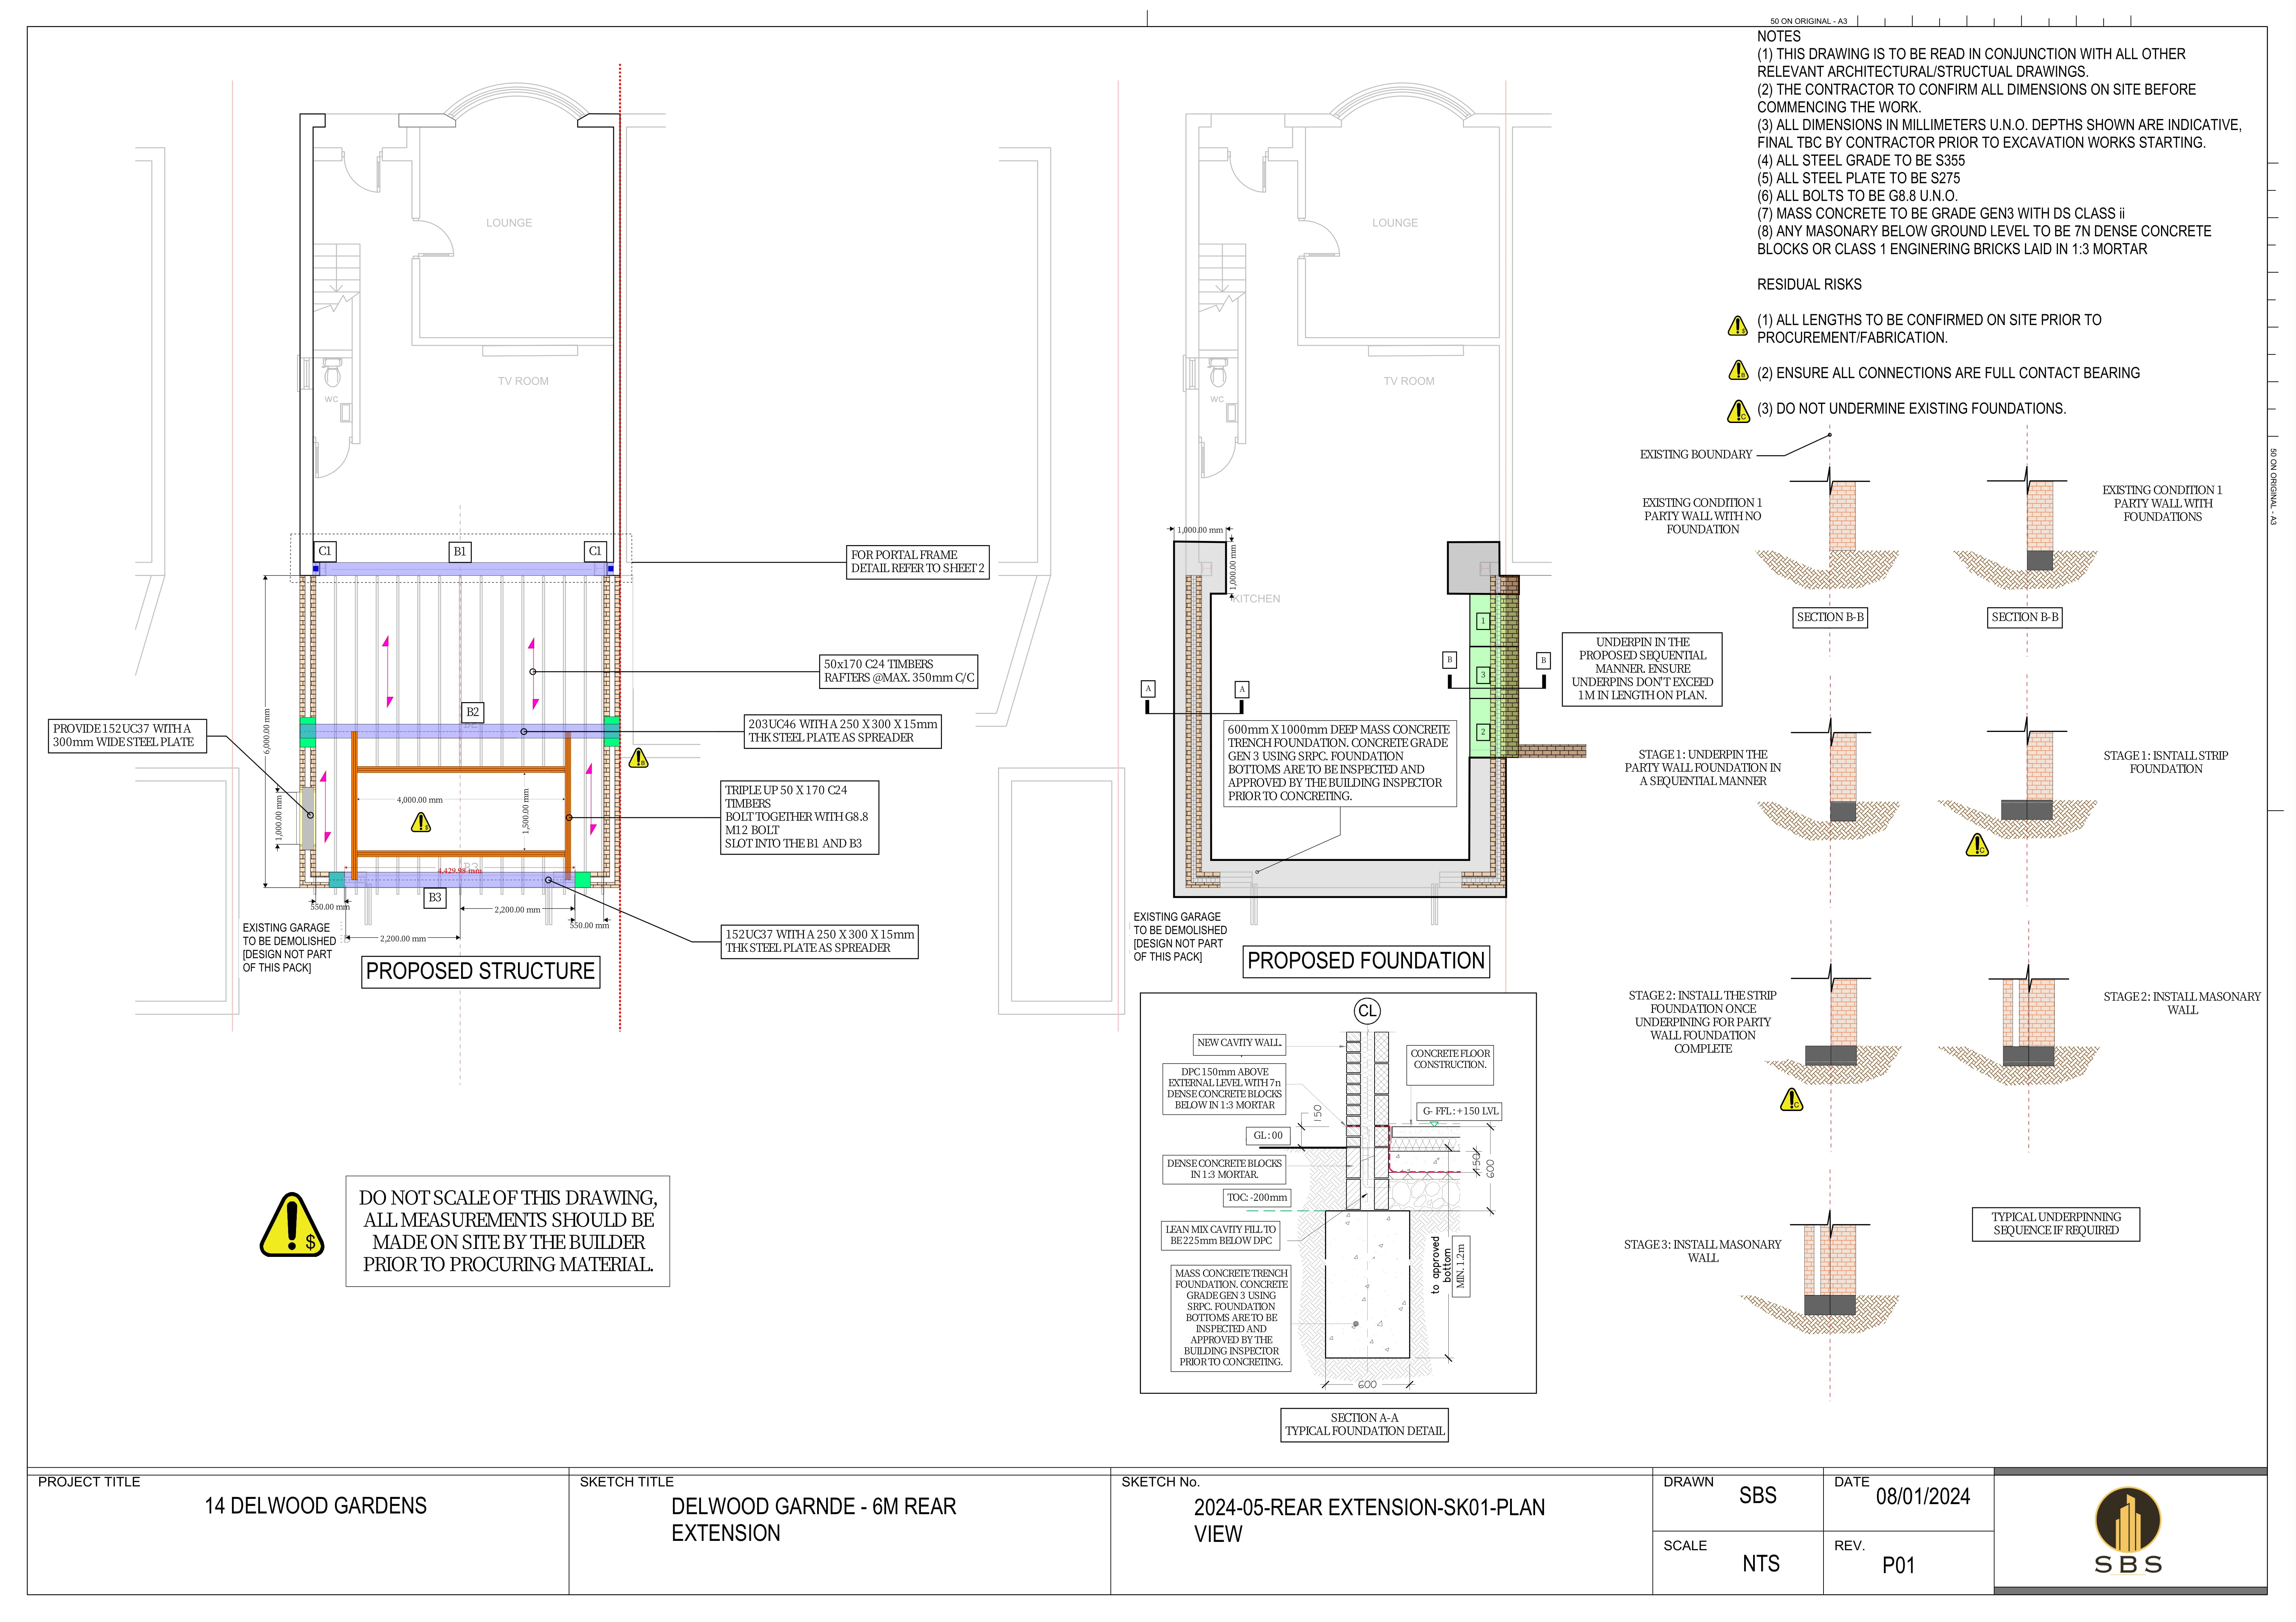 50 ON ORIGINAL - A3
NOTES
(1) THIS DRAWING IS TO BE READ IN CONJUNCTION WITH ALL OTHER
RELEVANT ARCHITECTURAL/STRUCTUAL DRAWINGS.
(2) THE CONTRACTOR TO CONFIRM ALL DIMENSIONS ON SITE BEFORE
COMMENCING THE WORK.
(3) ALL DIMENSIONS IN MILLIMETERS U.N.O. DEPTHS SHOWN ARE INDICATIVE,
FINAL TBC BY CONTRACTOR PRIOR TO EXCAVATION WORKS STARTING.
(4) ALL STEEL GRADE TO BE S355
(5) ALL STEEL PLATE TO BE S275
(6) ALL BOLTS TO BE G8.8 U.N.O.
(7) MASS CONCRETE TO BE GRADE GEN3 WITH DS CLASS ii
(8) ANY MASONARY BELOW GROUND LEVEL TO BE 7N DENSE CONCRETE
BLOCKS OR CLASS 1 ENGINERING BRICKS LAID IN 1:3 MORTAR
RESIDUAL RISKS
$
(1) ALL LENGTHS TO BE CONFIRMED ON SITE PRIOR TO
PROCUREMENT/FABRICATION.
B
(2) ENSURE ALL CONNECTIONS ARE FULL CONTACT BEARING
C
(3) DO NOT UNDERMINE EXISTING FOUNDATIONS.
50 ON ORIGINAL - A3
LOUNGE
TV ROOM
WC
C1
B1
C1
FOR PORTAL FRAME
DETAIL REFER TO SHEET 2
50x170 C24 TIMBERS
RAFTERS @MAX. 350mm C/C
B2
203UC46 WITH A 250 X 300 X 15mm
THK STEEL PLATE AS SPREADER
PROVIDE 152UC37 WITH A
300mm WIDE STEEL PLATE
6,000.00 mm
1,000.00 mm
4,000.00 mm
1,500.00 mm
$
B
TRIPLE UP 50 X 170 C24
TIMBERS
BOLT TOGETHER WITH G8.8
M12 BOLT
SLOT INTO THE B1 AND B3
B3
4,429.98 mm
B3
550.00 mm
2,200.00 mm
550.00 mm
2,200.00 mm
152UC37 WITH A 250 X 300 X 15mm
THK STEEL PLATE AS SPREADER
EXISTING GARAGE
TO BE DEMOLISHED
[DESIGN NOT PART
OF THIS PACK]
PROPOSED STRUCTURE
$
DO NOT SCALE OF THIS DRAWING,
ALL MEASUREMENTS SHOULD BE
MADE ON SITE BY THE BUILDER
PRIOR TO PROCURING MATERIAL.
LOUNGE
TV ROOM
WC
1,000.00 mm
1,000.00 mm
KITCHEN
1
3
2
A
A
B
B
UNDERPIN IN THE
PROPOSED SEQUENTIAL
MANNER. ENSURE
UNDERPINS DON'T EXCEED
1M IN LENGTH ON PLAN.
600mm X 1000mm DEEP MASS CONCRETE
TRENCH FOUNDATION. CONCRETE GRADE
GEN 3 USING SRPC. FOUNDATION
BOTTOMS ARE TO BE INSPECTED AND
APPROVED BY THE BUILDING INSPECTOR
PRIOR TO CONCRETING.
EXISTING GARAGE
TO BE DEMOLISHED
[DESIGN NOT PART
OF THIS PACK]
PROPOSED FOUNDATION
CL
NEW CAVITY WALL.
DPC 150mm ABOVE
EXTERNAL LEVEL WITH 7n
DENSE CONCRETE BLOCKS
BELOW IN 1:3 MORTAR
GL : 00
DENSE CONCRETE BLOCKS
IN 1:3 MORTAR.
TOC: -200mm
LEAN MIX CAVITY FILL TO
BE 225mm BELOW DPC
MASS CONCRETE TRENCH
FOUNDATION. CONCRETE
GRADE GEN 3 USING
SRPC. FOUNDATION
BOTTOMS ARE TO BE
INSPECTED AND
APPROVED BY THE
BUILDING INSPECTOR
PRIOR TO CONCRETING.
CONCRETE FLOOR
CONSTRUCTION.
G- FFL : +150 LVL
150
150
600
to approved
bottom
MIN. 1.2m
600
SECTION A-A
TYPICAL FOUNDATION DETAIL
EXISTING BOUNDARY
EXISTING CONDITION 1
PARTY WALL WITH NO
FOUNDATION
EXISTING CONDITION 1
PARTY WALL WITH
FOUNDATIONS
SECTION B-B
SECTION B-B
STAGE 1: UNDERPIN THE
PARTY WALL FOUNDATION IN
A SEQUENTIAL MANNER
STAGE 1: ISNTALL STRIP
FOUNDATION
C
STAGE 2: INSTALL THE STRIP
FOUNDATION ONCE
UNDERPINING FOR PARTY
WALL FOUNDATION
COMPLETE
STAGE 2: INSTALL MASONARY
WALL
C
STAGE 3: INSTALL MASONARY
WALL
TYPICAL UNDERPINNING
SEQUENCE IF REQUIRED
PROJECT TITLE
14 DELWOOD GARDENS
SKETCH TITLE
DELWOOD GARNDE - 6M REAR
EXTENSION
SKETCH No.
2024-05-REAR EXTENSION-SK01-PLAN
VIEW
DRAWN
SBS
DATE
08/01/2024
SCALE
NTS
REV.
P01
SBS